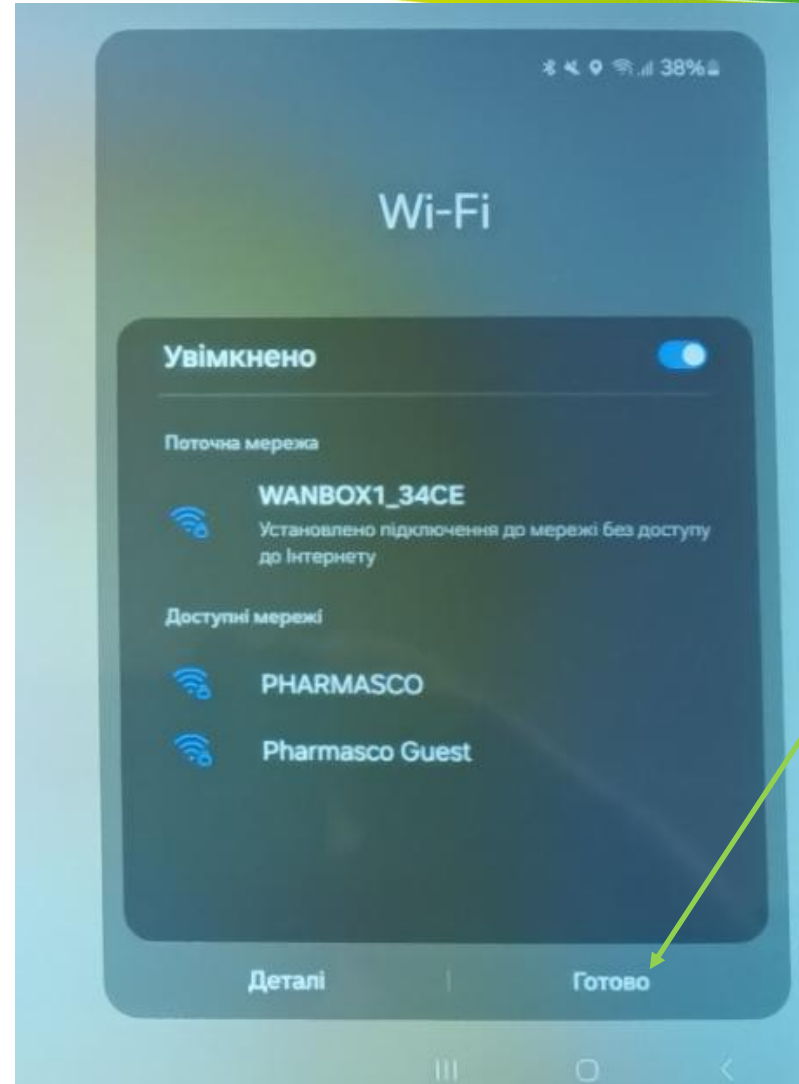 38%
Wi-Fi
Увімкнено
Поточна мережа
WANBOX1_34CE
Установлено підключення до мережі без доступу
до Інтернету
Доступні мережі
PHARMASCO
Pharmasco Guest
Деталі
Готово